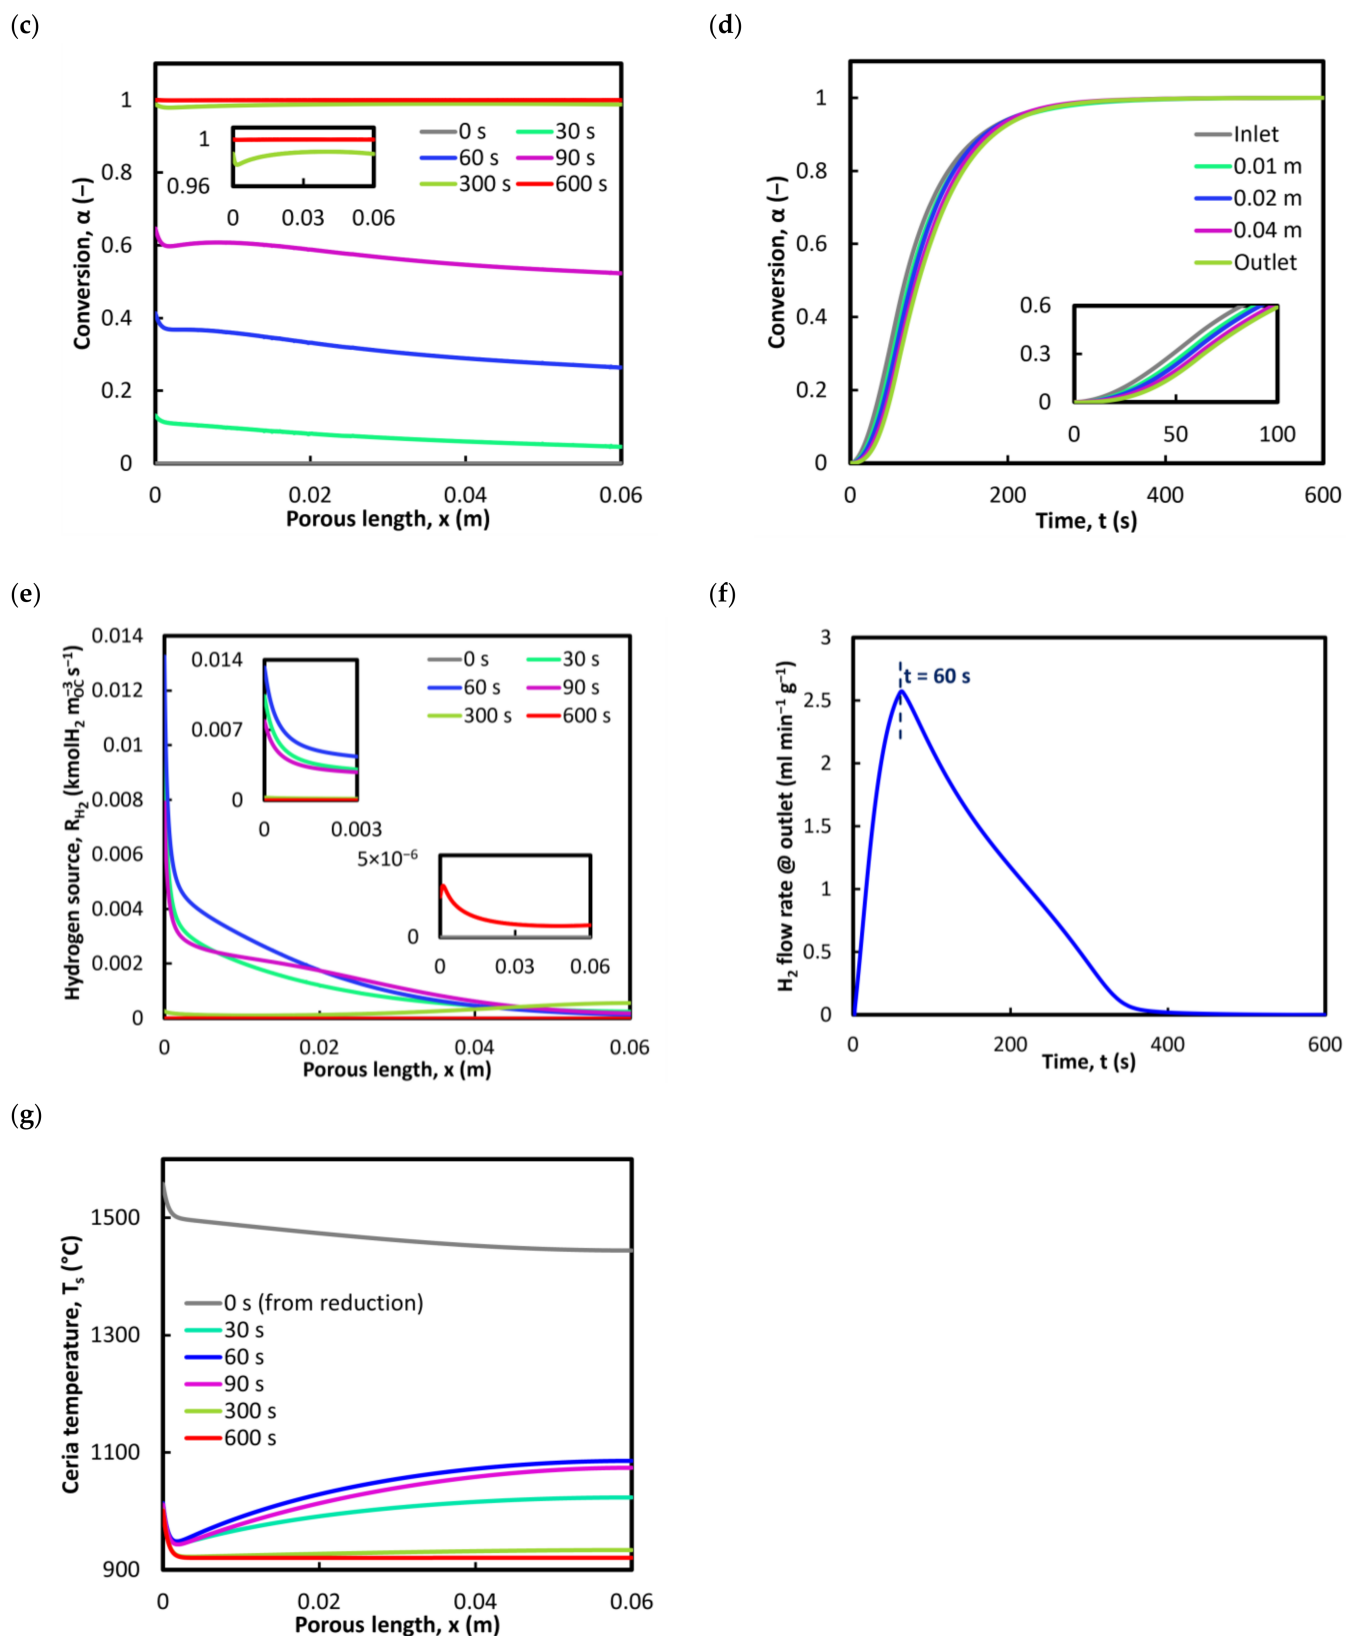 (c)
1
0.8
0.6
0.4
0.2
0
Conversion, α (–)
0 s
30 s
60 s
90 s
300 s
600 s
1
0.96
0 0.03 0.06
0 0.02 0.04 0.06
Porous length, x (m)
(d)
1
0.8
0.6
0.4
0.2
0
Conversion, α (–)
Inlet
0.01 m
0.02 m
0.04 m
Outlet
0.6
0.3
0
0 50 100
0 200 400 600
Time, t (s)
(e)
0.014
0.012
0.01
0.008
0.006
0.004
0.002
0
Hydrogen source, R_H₂ (kmolH₂ m⁻³_OC s⁻¹)
0 s
30 s
60 s
90 s
300 s
600 s
0.014
0.007
0
0 0.003
5×10⁻⁶
0
0 0.03 0.06
0 0.02 0.04 0.06
Porous length, x (m)
(f)
3
2.5
2
1.5
1
0.5
0
H₂ flow rate @ outlet (ml min⁻¹ g⁻¹)
t = 60 s
0 200 400 600
Time, t (s)
(g)
1500
1300
1100
900
Ceria temperature, Tₛ (°C)
0 s (from reduction)
30 s
60 s
90 s
300 s
600 s
0 0.02 0.04 0.06
Porous length, x (m)